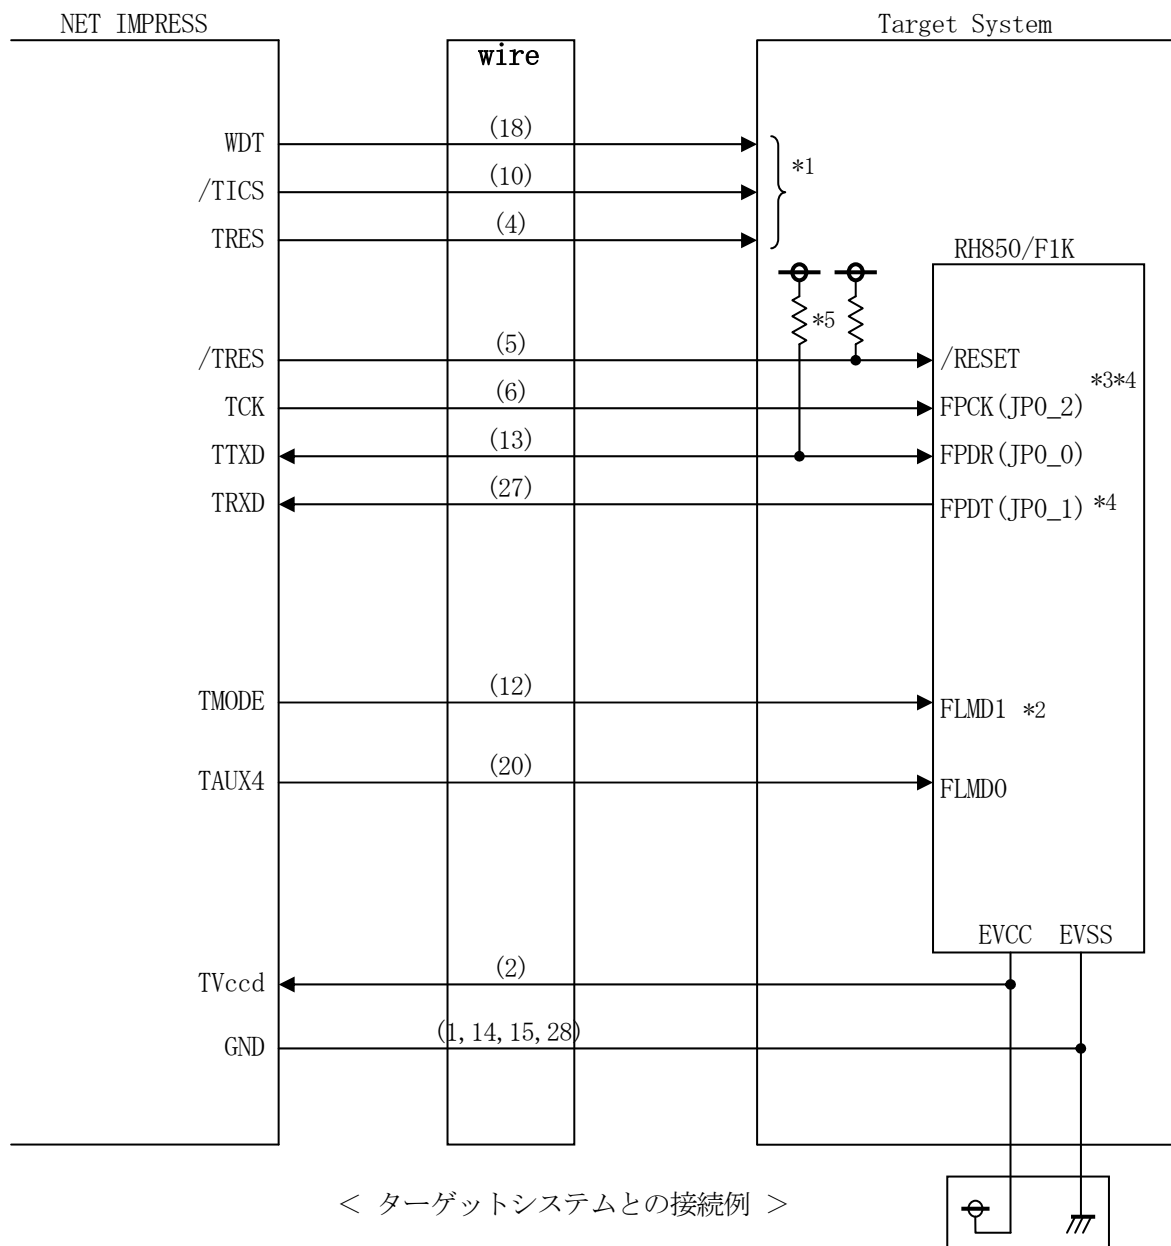 NET IMPRESS
wire
Target System
WDT (18)
*1
/TICS (10)
TRES (4)
RH850/F1K
*5
/TRES (5) /RESET
*3*4
TCK (6) FPCK(JP0_2)
TTXD (13) FPDR(JP0_0)
TRXD (27) FPDT(JP0_1) *4
TMODE (12) FLMD1 *2
TAUX4 (20) FLMD0
EVCC EVSS
TVccd (2)
GND (1,14,15,28)
< ターゲットシステムとの接続例 >